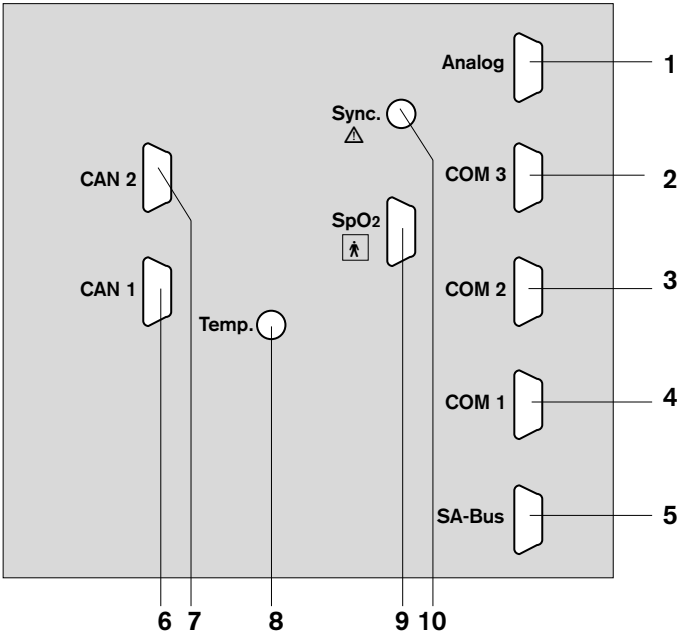 Analog
1
Sync.
CAN 2
COM 3
2
SpO2
CAN 1
COM 2
3
Temp.
COM 1
4
SA-Bus
5
6 7 8 9 10